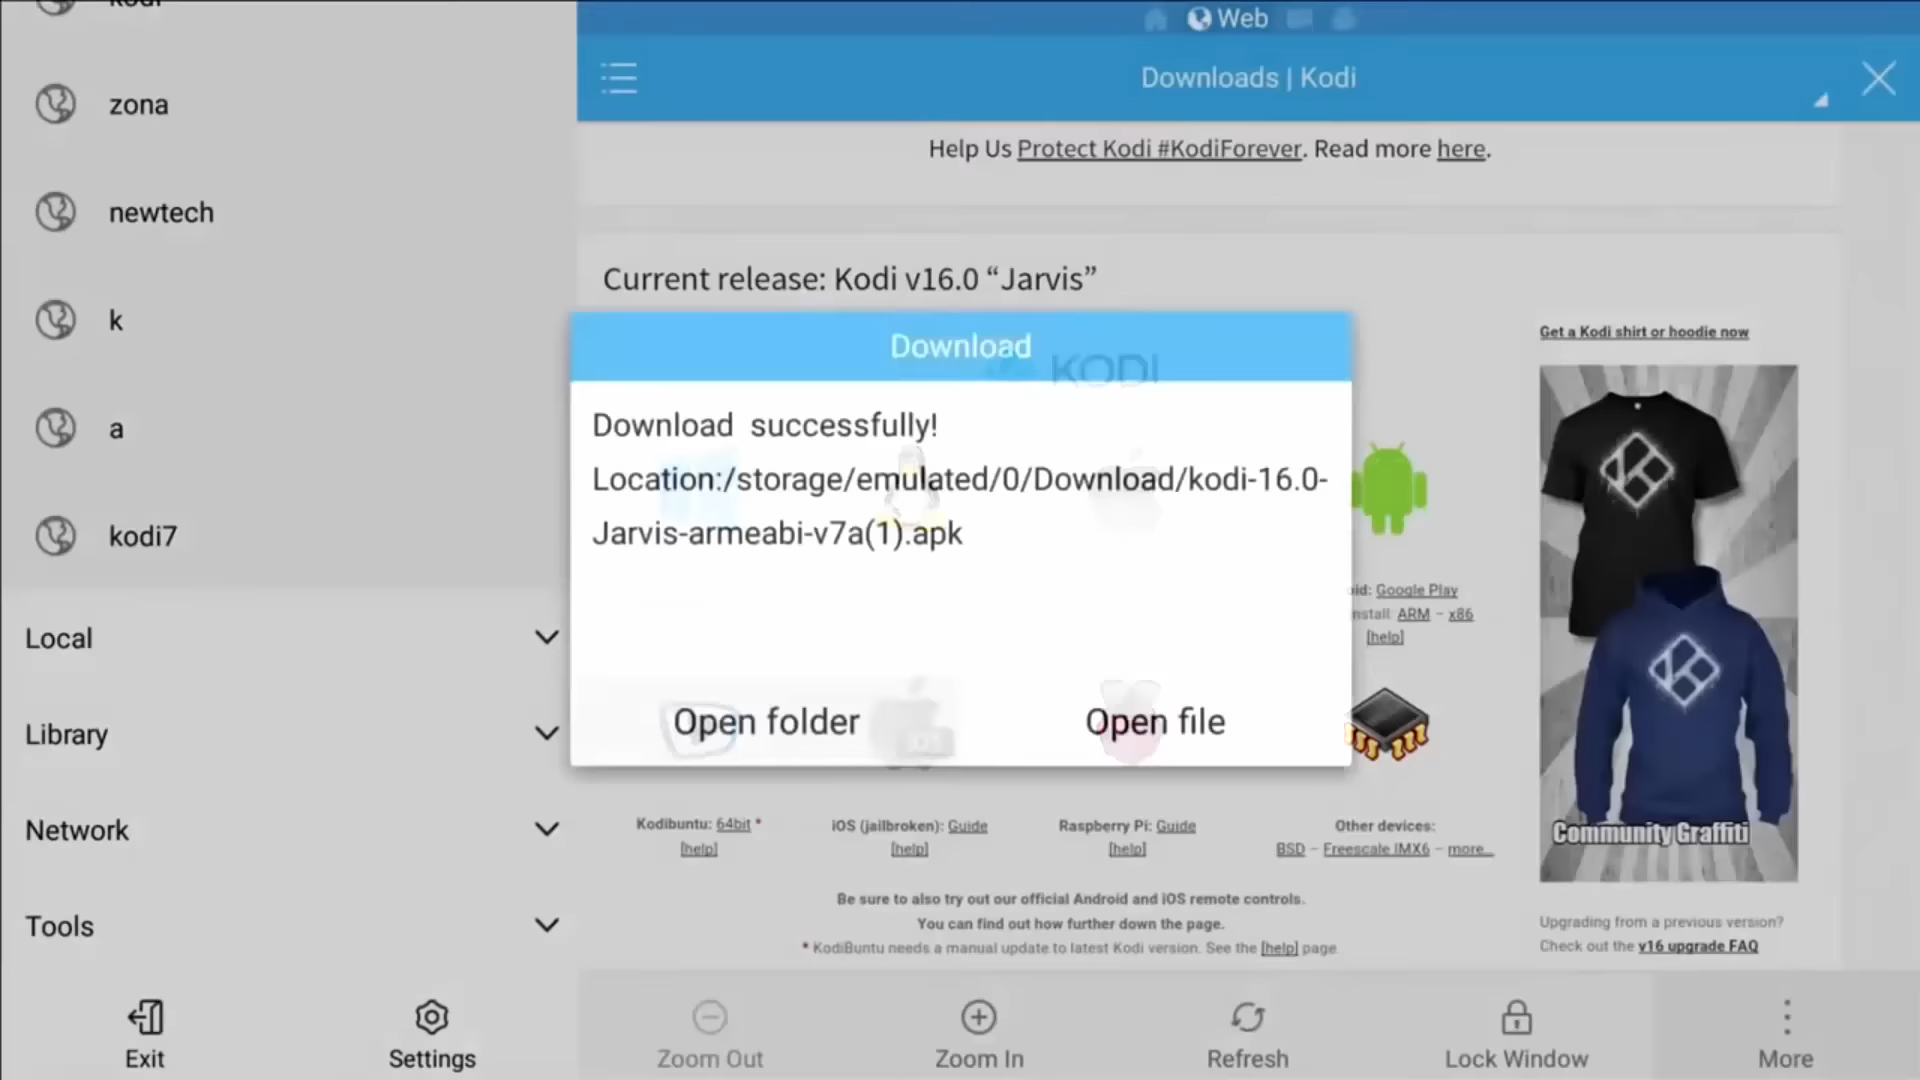 kodi
zona
newtech
k
a
kodi7
Local
Library
Network
Tools
Exit
Settings
Web
Downloads | Kodi
Help Us Protect Kodi #KodiForever. Read more here.
Current release: Kodi v16.0 “Jarvis”
Download
KODI
Download successfully!
Location:/storage/emulated/0/Download/kodi-16.0-
Jarvis-armeabi-v7a(1).apk
Open folder
Open file
Google Play
ARM – x86
[help]
Kodibuntu: 64bit *
[help]
iOS (jailbroken): Guide
[help]
Raspberry Pi: Guide
[help]
Other devices:
BSD – Freescale IMX6 – more...
Be sure to also try out our official Android and iOS remote controls.
You can find out how further down the page.
* KodiBuntu needs a manual update to latest Kodi version. See the [help] page.
Get a Kodi shirt or hoodie now
Community Graffiti
Upgrading from a previous version?
Check out the v16 upgrade FAQ
Zoom Out
Zoom In
Refresh
Lock Window
More